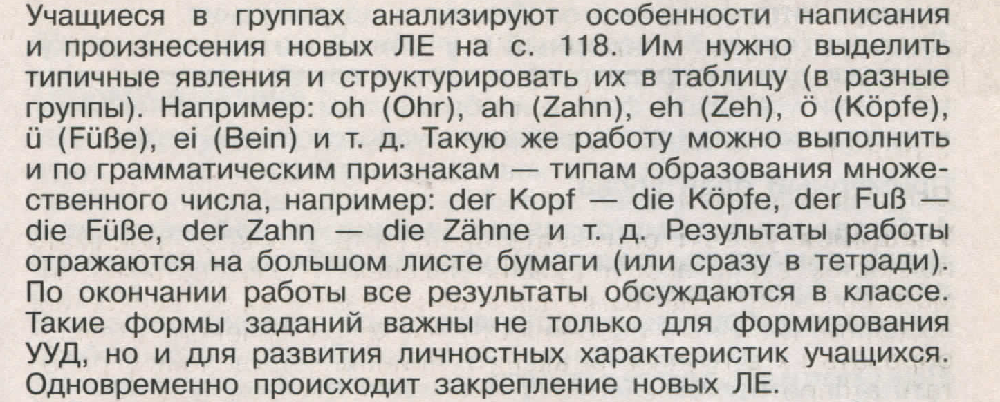 Учащиеся в группах анализируют особенности написания
и произнесения новых ЛЕ на с. 118. Им нужно выделить
типичные явления и структурировать их в таблицу (в разные
группы). Например: oh (Ohr), ah (Zahn), eh (Zeh), ö (Köpfe),
ü (Füße), ei (Bein) и т. д. Такую же работу можно выполнить
и по грамматическим признакам — типам образования множе-
ственного числа, например: der Kopf — die Köpfe, der Fuß —
die Füße, der Zahn — die Zähne и т. д. Результаты работы
отражаются на большом листе бумаги (или сразу в тетради).
По окончании работы все результаты обсуждаются в классе.
Такие формы заданий важны не только для формирования
УУД, но и для развития личностных характеристик учащихся.
Одновременно происходит закрепление новых ЛЕ.